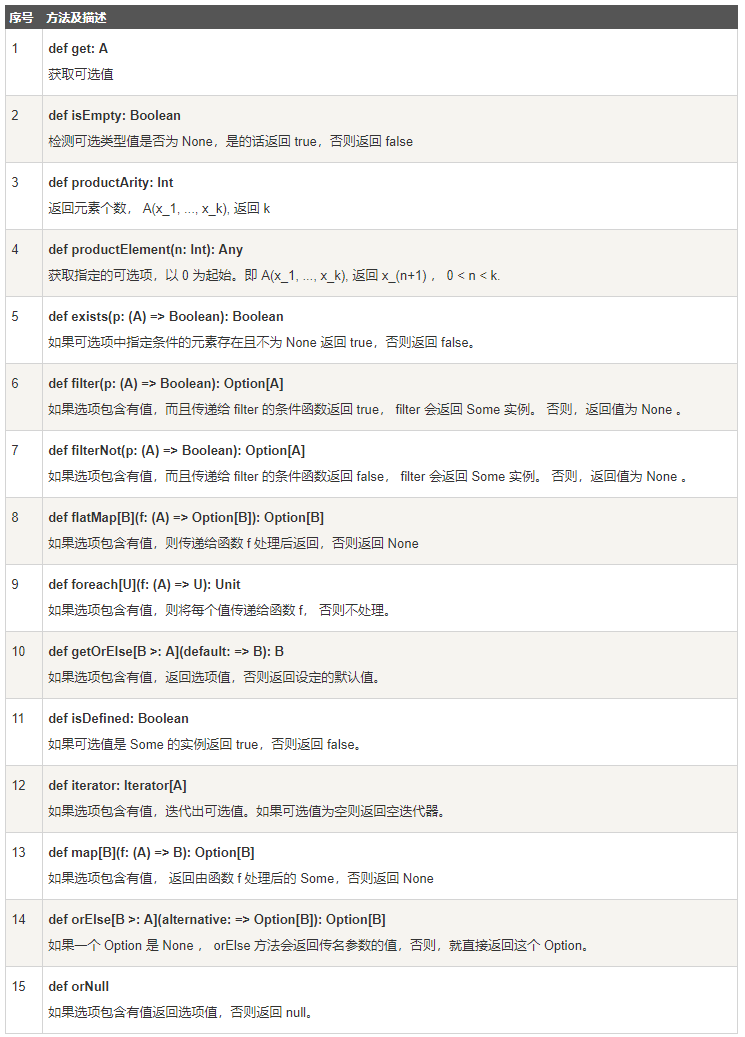 序号 方法及描述
1 def get: A
获取可选值
2 def isEmpty: Boolean
检测可选类型值是否为 None，是的话返回 true，否则返回 false
3 def productArity: Int
返回元素个数， A(x_1, ..., x_k), 返回 k
4 def productElement(n: Int): Any
获取指定的可选项，以 0 为起始。即 A(x_1, ..., x_k), 返回 x_(n+1) ， 0 < n < k.
5 def exists(p: (A) => Boolean): Boolean
如果可选项中指定条件的元素存在且不为 None 返回 true，否则返回 false。
6 def filter(p: (A) => Boolean): Option[A]
如果选项包含有值，而且传递给 filter 的条件函数返回 true， filter 会返回 Some 实例。 否则，返回值为 None 。
7 def filterNot(p: (A) => Boolean): Option[A]
如果选项包含有值，而且传递给 filter 的条件函数返回 false， filter 会返回 Some 实例。 否则，返回值为 None 。
8 def flatMap[B](f: (A) => Option[B]): Option[B]
如果选项包含有值，则传递给函数 f 处理后返回，否则返回 None
9 def foreach[U](f: (A) => U): Unit
如果选项包含有值，则将每个值传递给函数 f， 否则不处理。
10 def getOrElse[B >: A](default: => B): B
如果选项包含有值，返回选项值，否则返回设定的默认值。
11 def isDefined: Boolean
如果可选值是 Some 的实例返回 true，否则返回 false。
12 def iterator: Iterator[A]
如果选项包含有值，迭代出可选值。如果可选值为空则返回空迭代器。
13 def map[B](f: (A) => B): Option[B]
如果选项包含有值， 返回由函数 f 处理后的 Some，否则返回 None
14 def orElse[B >: A](alternative: => Option[B]): Option[B]
如果一个 Option 是 None ， orElse 方法会返回传名参数的值，否则，就直接返回这个 Option。
15 def orNull
如果选项包含有值返回选项值，否则返回 null。